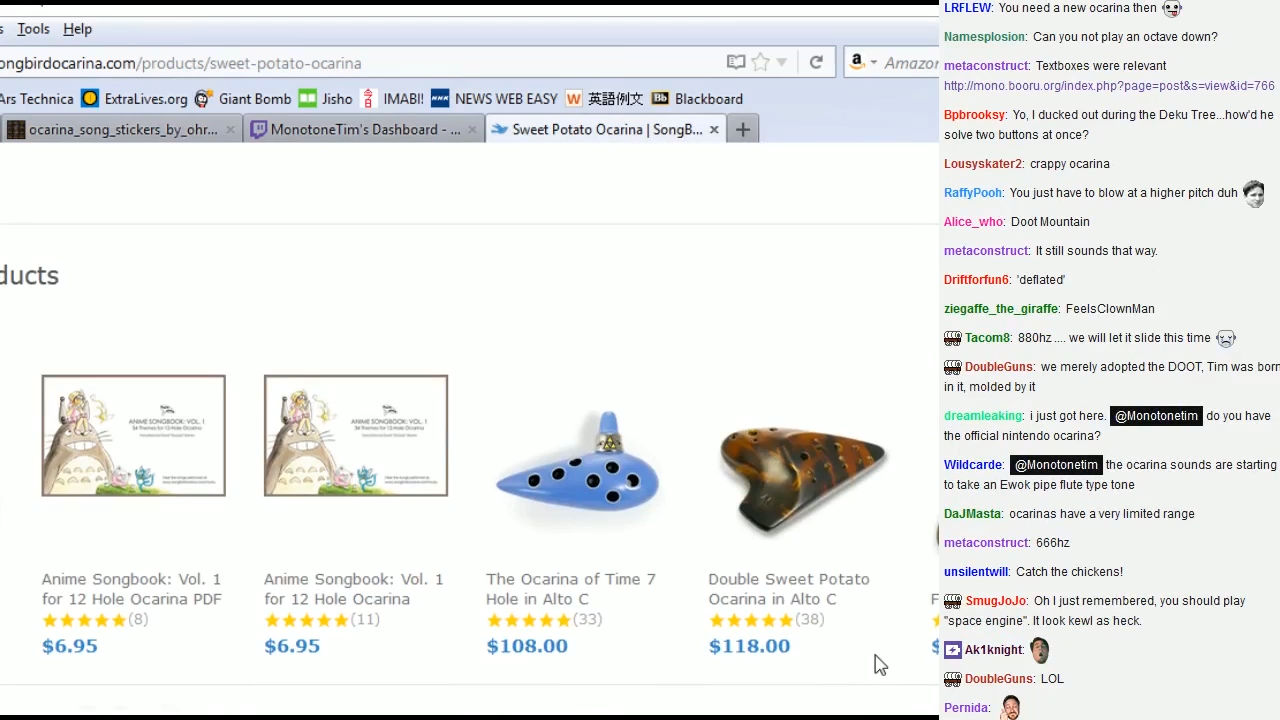 s Tools Help
ongbirdocarina.com/products/sweet-potato-ocarina
Amazon
Ars Technica ExtraLives.org Giant Bomb Jisho IMABI! NEWS WEB EASY 英語例文 Blackboard
ocarina_song_stickers_by_ohr... MonotoneTim's Dashboard - ... Sweet Potato Ocarina | SongB...
ducts
ANIME SONGBOOK: VOL. 1
ANIME SONGBOOK: VOL. 1
Anime Songbook: Vol. 1
for 12 Hole Ocarina PDF
(8)
$6.95
Anime Songbook: Vol. 1
for 12 Hole Ocarina
(11)
$6.95
The Ocarina of Time 7
Hole in Alto C
(33)
$108.00
Double Sweet Potato
Ocarina in Alto C
(38)
$118.00
LRFLEW: You need a new ocarina then
Namesplosion: Can you not play an octave down?
metaconstruct: Textboxes were relevant
http://mono.booru.org/index.php?page=post&s=view&id=766
Bpbrooksy: Yo, I ducked out during the Deku Tree...how'd he
solve two buttons at once?
Lousyskater2: crappy ocarina
RaffyPooh: You just have to blow at a higher pitch duh
Alice_who: Doot Mountain
metaconstruct: It still sounds that way.
Driftforfun6: 'deflated'
ziegaffe_the_giraffe: FeelsClownMan
Tacom8: 880hz .... we will let it slide this time
DoubleGuns: we merely adopted the DOOT, Tim was born
in it, molded by it
dreamleaking: i just got here. @Monotonetim do you have
the official nintendo ocarina?
Wildcarde: @Monotonetim the ocarina sounds are starting
to take an Ewok pipe flute type tone
DaJMasta: ocarinas have a very limited range
metaconstruct: 666hz
unsilentwill: Catch the chickens!
SmugJoJo: Oh I just remembered, you should play
"space engine". It look kewl as heck.
Ak1knight:
DoubleGuns: LOL
Pernida: